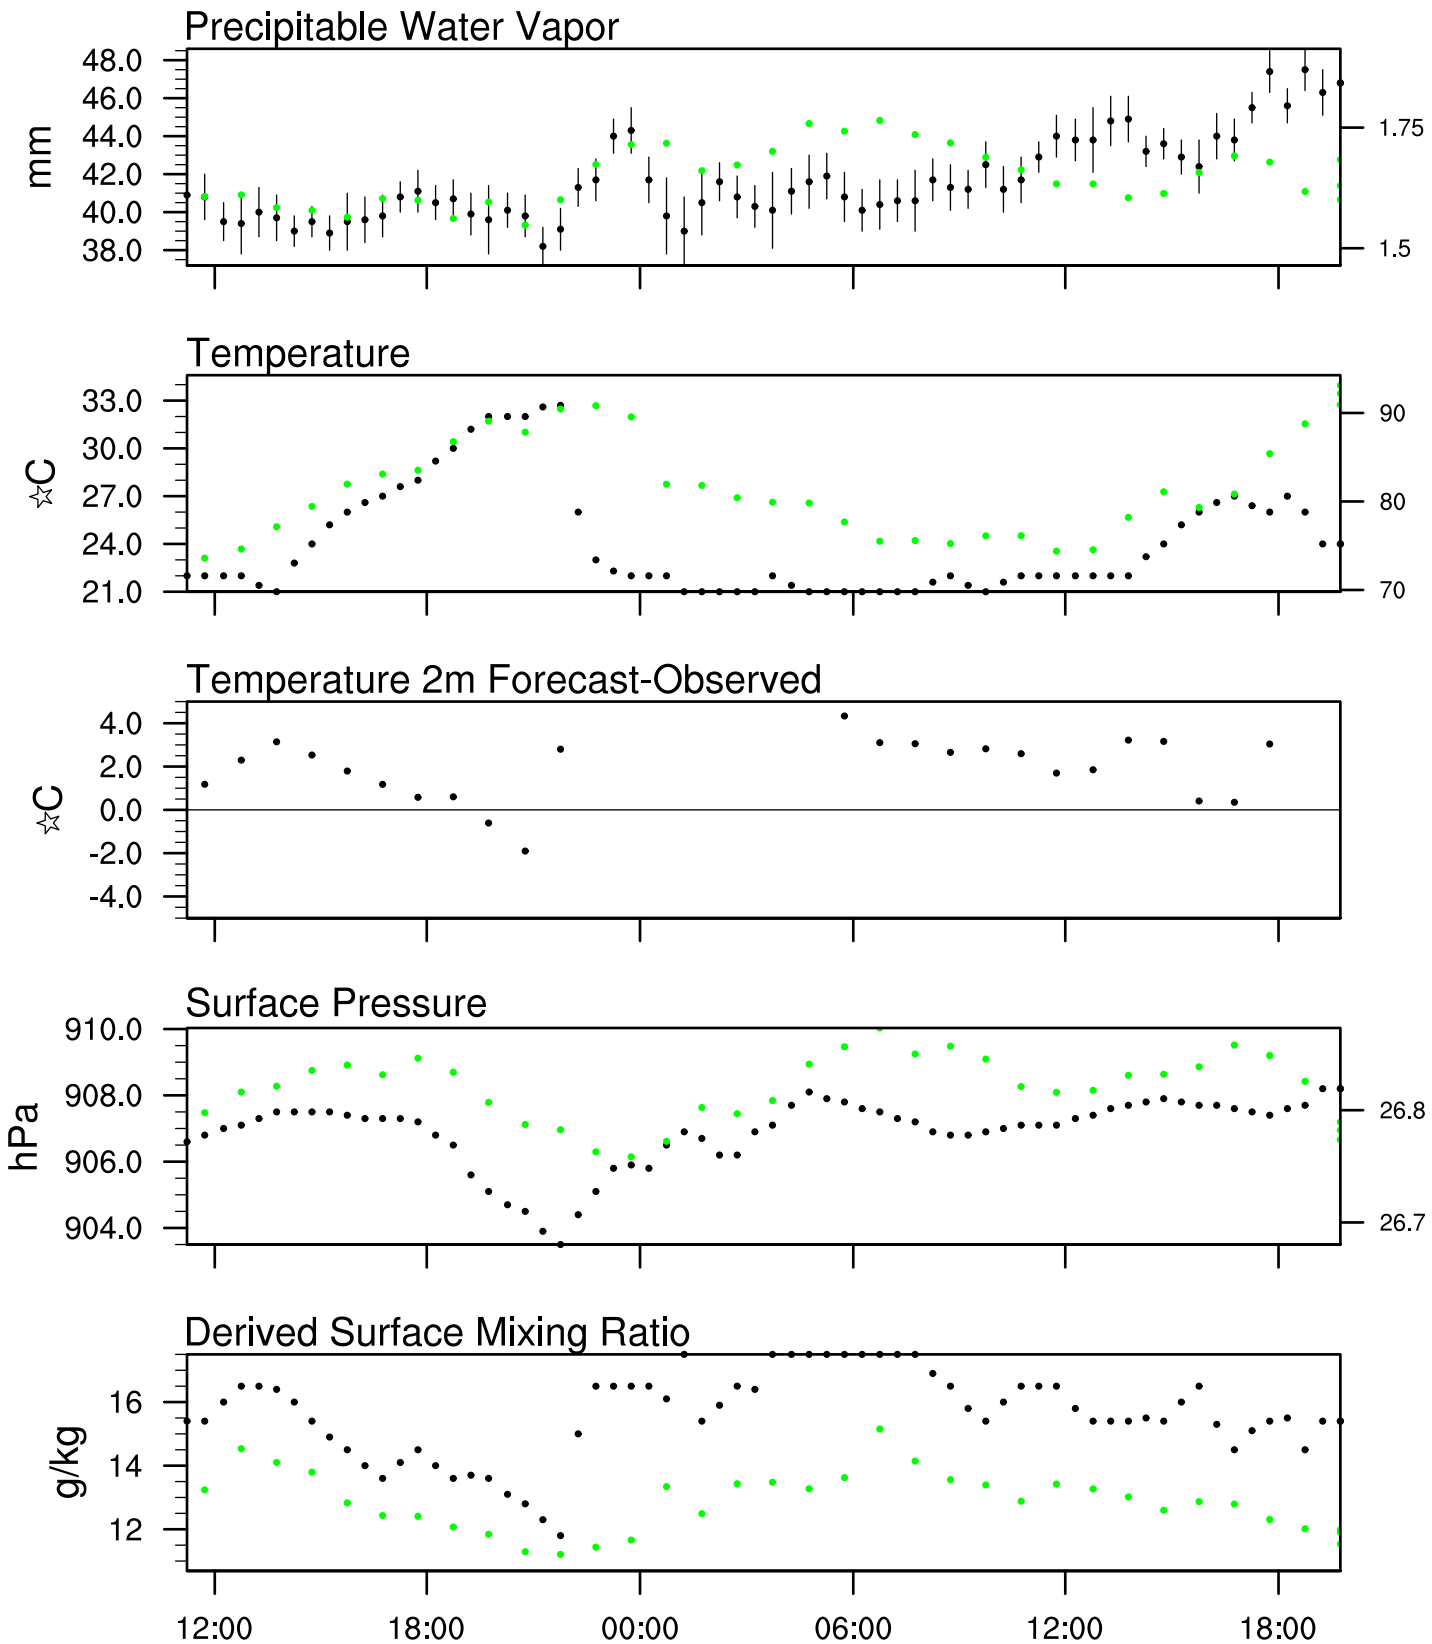 Precipitable Water Vapor
48.0
46.0
44.0
42.0
40.0
38.0
mm
1.75
1.5
Temperature
33.0
30.0
27.0
24.0
21.0
☆C
90
80
70
Temperature 2m Forecast-Observed
4.0
2.0
0.0
-2.0
-4.0
☆C
Surface Pressure
910.0
908.0
906.0
904.0
hPa
26.8
26.7
Derived Surface Mixing Ratio
16
14
12
g/kg
12:00 18:00 00:00 06:00 12:00 18:00